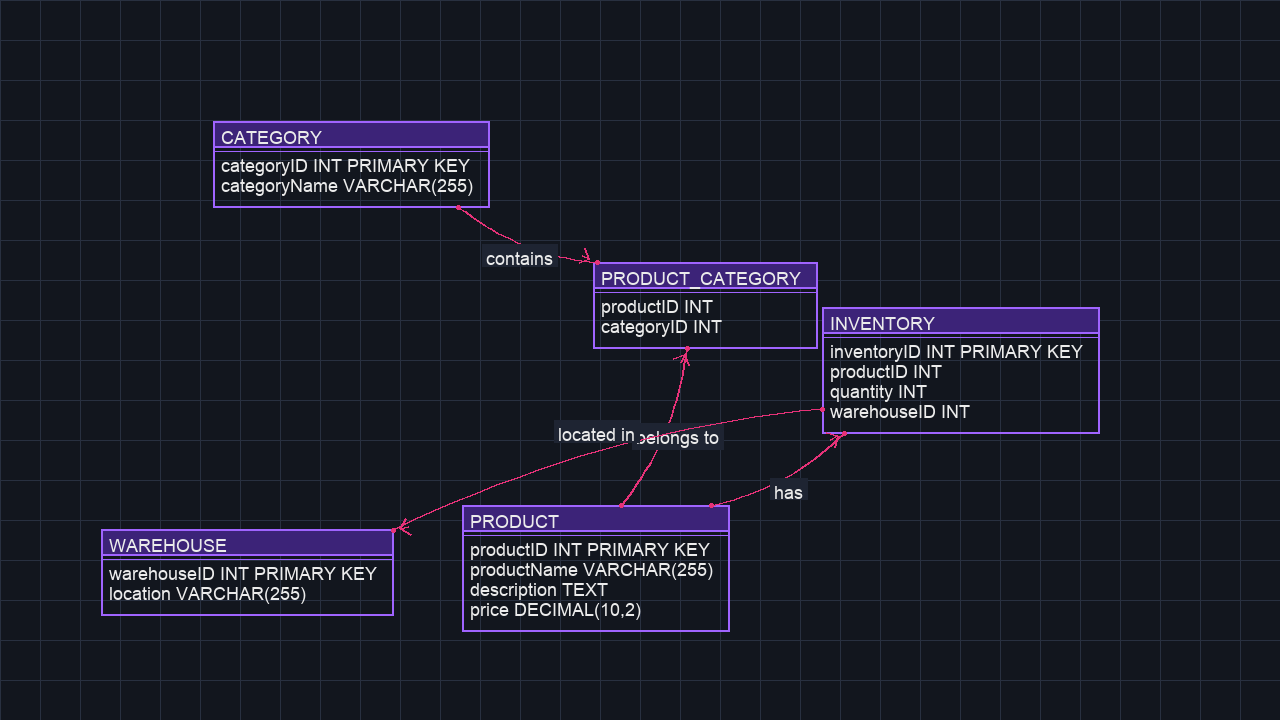 CATEGORY
categoryID INT PRIMARY KEY
categoryName VARCHAR(255)
contains
PRODUCT_CATEGORY
productID INT
categoryID INT
INVENTORY
inventoryID INT PRIMARY KEY
productID INT
quantity INT
warehouseID INT
located in
belongs to
has
WAREHOUSE
warehouseID INT PRIMARY KEY
location VARCHAR(255)
PRODUCT
productID INT PRIMARY KEY
productName VARCHAR(255)
description TEXT
price DECIMAL(10,2)